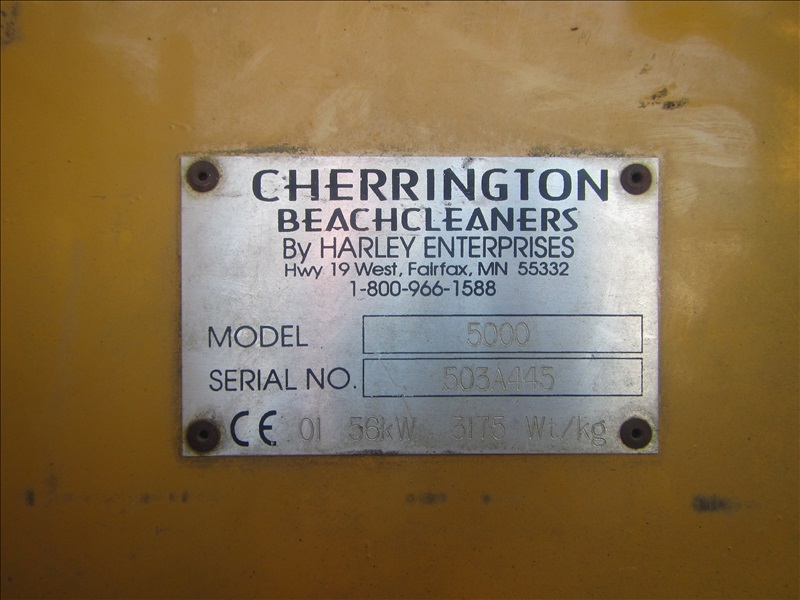 CHERRINGTON
BEACHCLEANERS
By HARLEY ENTERPRISES
Hwy 19 West, Fairfax, MN 55332
1-800-966-1588
MODEL 5000
SERIAL NO. 503A445
CE 01 56kW 3175 Wt/kg